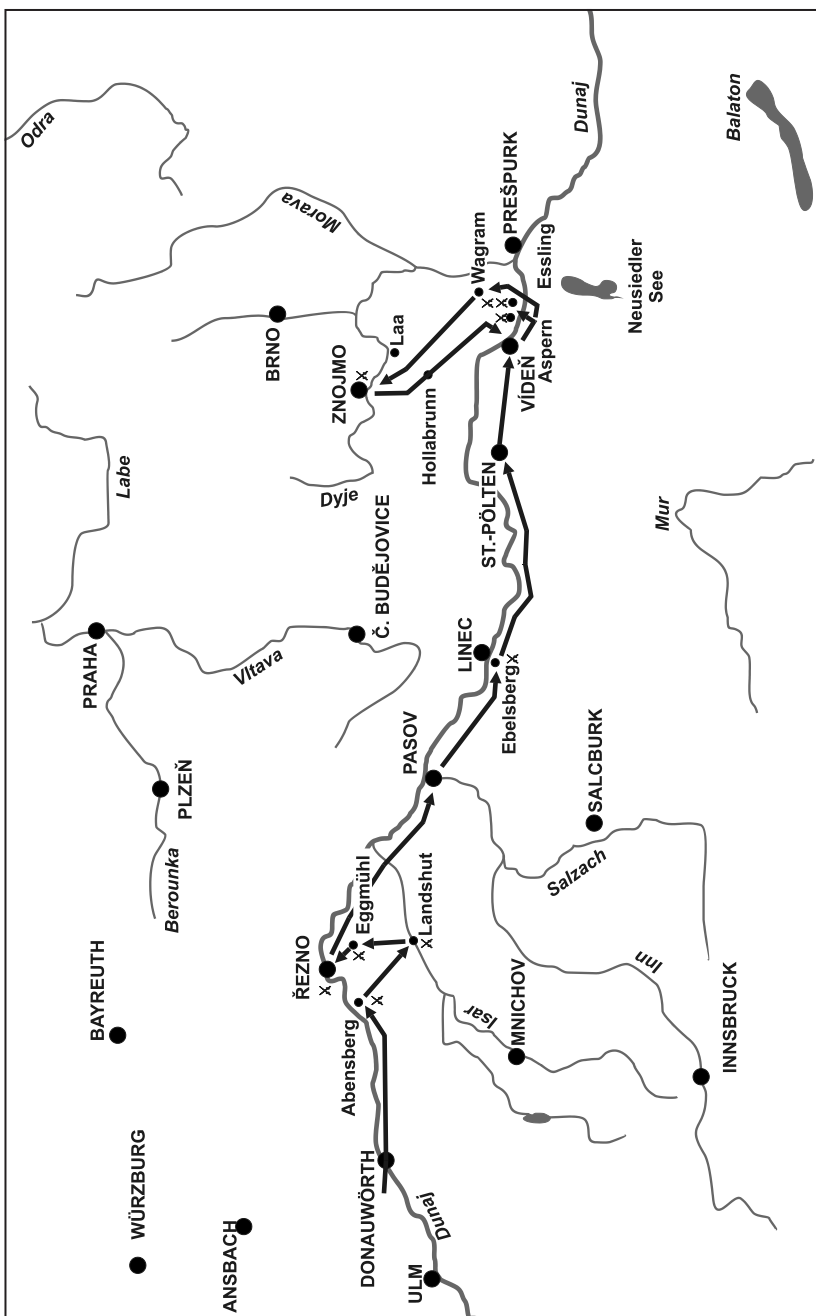 Odra
Morava
BRNO
Labe
ZNOJMO
x
Laa
Wagram
x x
x
PREŠPURK
Essling
Dunaj
Balaton
Neusiedler
See
VÍDEŇ
Aspern
Hollabrunn
Dyje
ST.-PÖLTEN
Mur
Č. BUDĚJOVICE
PRAHA
Vltava
LINEC
Ebelsberg
x
PLZEŇ
Berounka
PASOV
SALCBURK
Salzach
Eggmühl
x
Landshut
x
ŘEZNO
x
BAYREUTH
Abensberg
x
Isar
MNICHOV
Inn
INNSBRUCK
WÜRZBURG
ANSBACH
DONAUWÖRTH
Dunaj
ULM